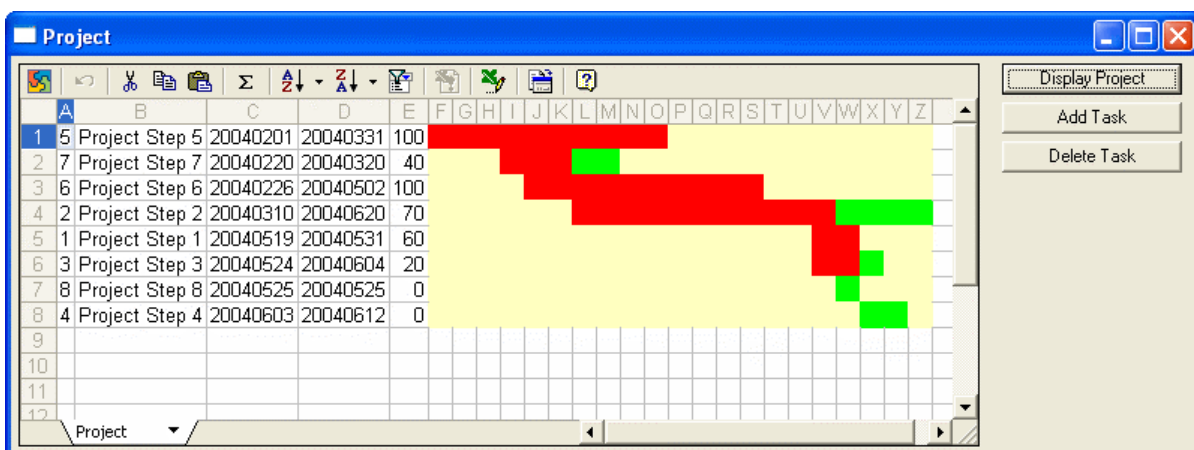 Project
Σ A Z Z A ?
Display Project
Add Task
Delete Task
A B C D E F G H I J K L M N O P Q R S T U V W X Y Z
1 5 Project Step 5 20040201 20040331 100
2 7 Project Step 7 20040220 20040320 40
3 6 Project Step 6 20040226 20040502 100
4 2 Project Step 2 20040310 20040620 70
5 1 Project Step 1 20040519 20040531 60
6 3 Project Step 3 20040524 20040604 20
7 8 Project Step 8 20040525 20040525 0
8 4 Project Step 4 20040603 20040612 0
9
10
11
12
Project